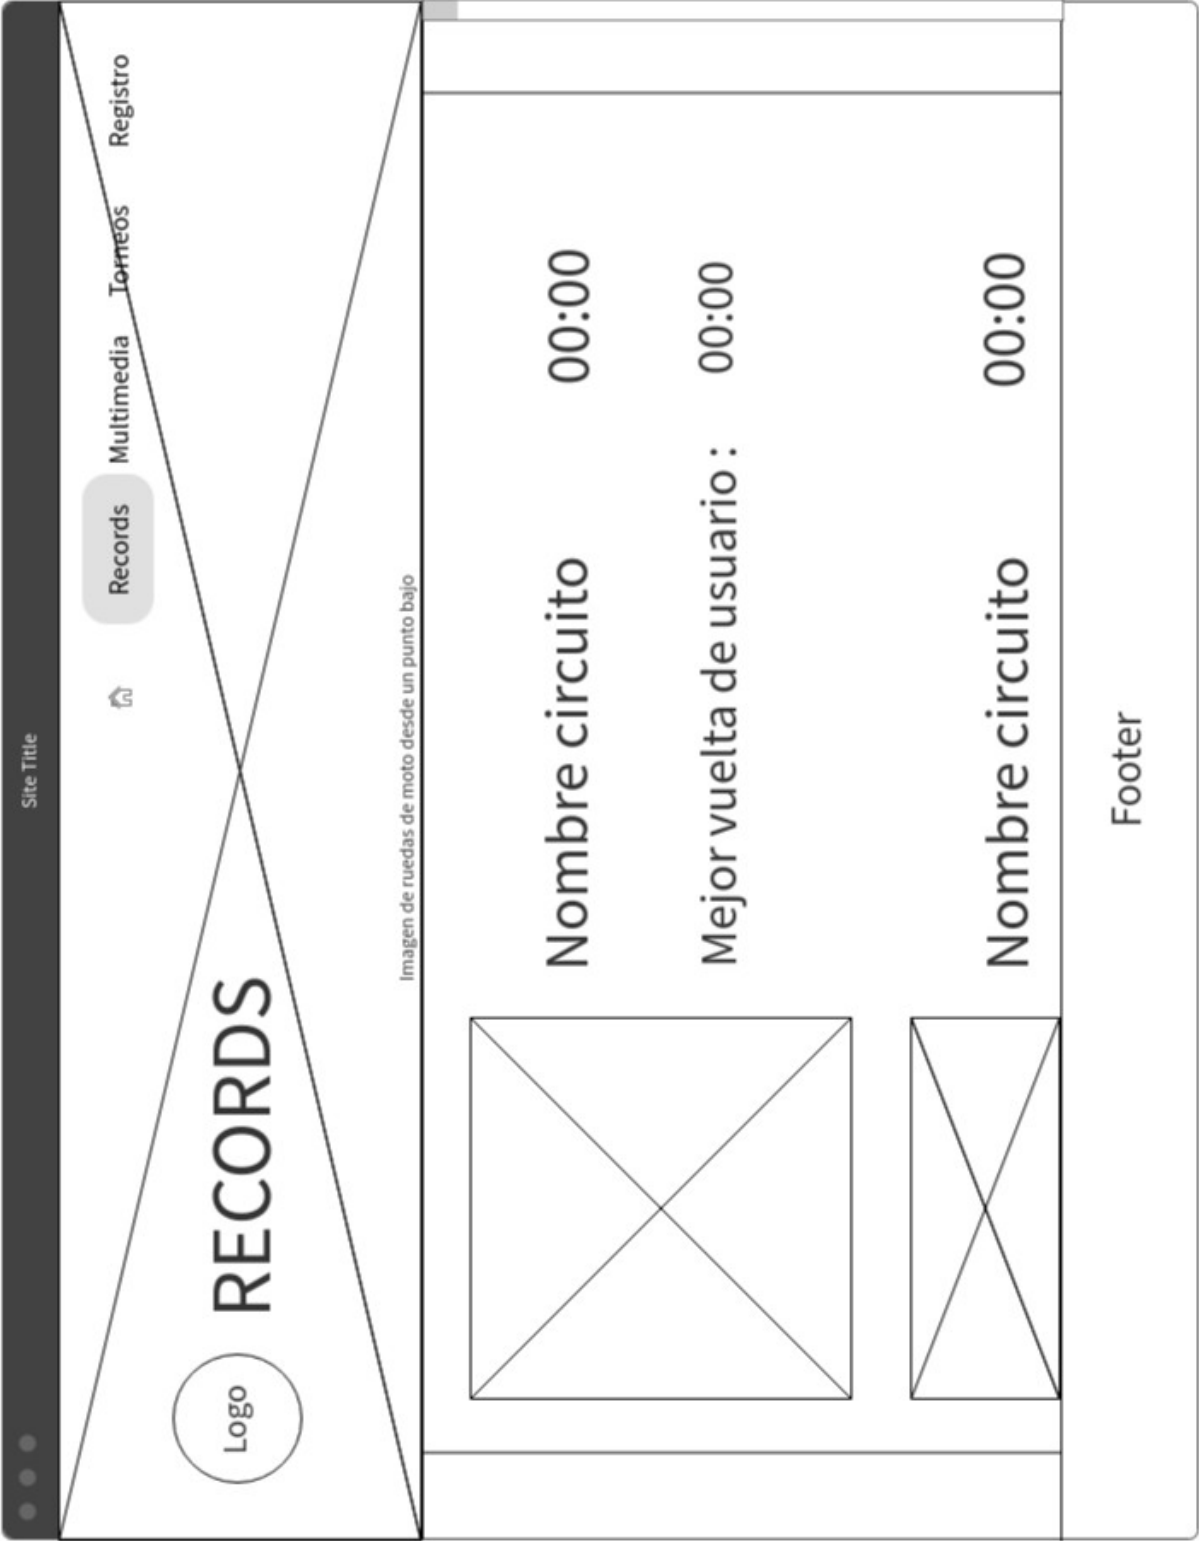 Site Title
Records Multimedia Torneos Registro
Logo RECORDS
Imagen de ruedas de moto desde un punto bajo
Nombre circuito 00:00
Mejor vuelta de usuario : 00:00
Nombre circuito 00:00
Footer